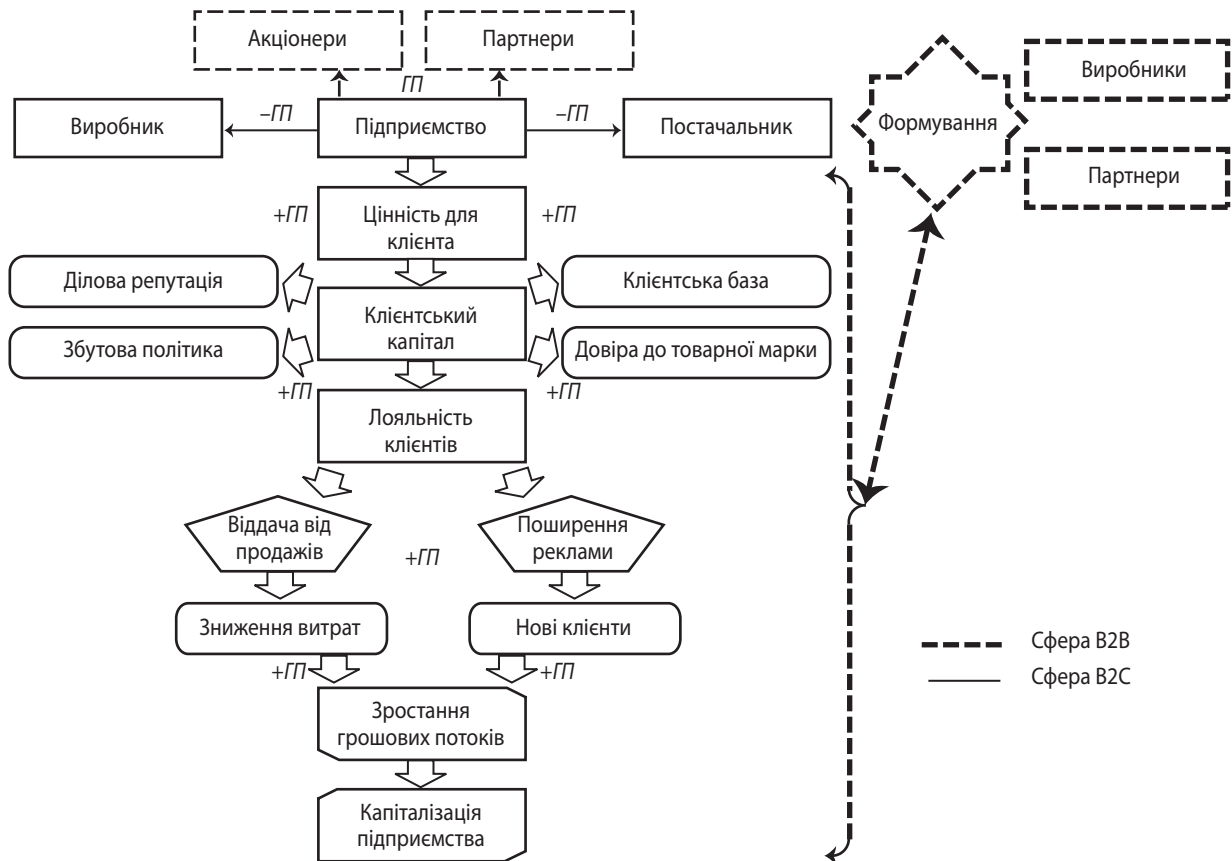 Акціонери
Партнери
Виробники
ГП
Виробник
–ГП
Підприємство
–ГП
Постачальник
Формування
Партнери
+ГП
Цінність для
клієнта
+ГП
Ділова репутація
Клієнтська база
Клієнтський
капітал
Збутова політика
Довіра до товарної марки
+ГП
+ГП
Лояльність
клієнтів
Віддача від
продажів
Поширення
реклами
+ГП
Зниження витрат
Нові клієнти
+ГП
+ГП
Зростання
грошових потоків
Капіталізація
підприємства
Сфера B2B
Сфера B2C